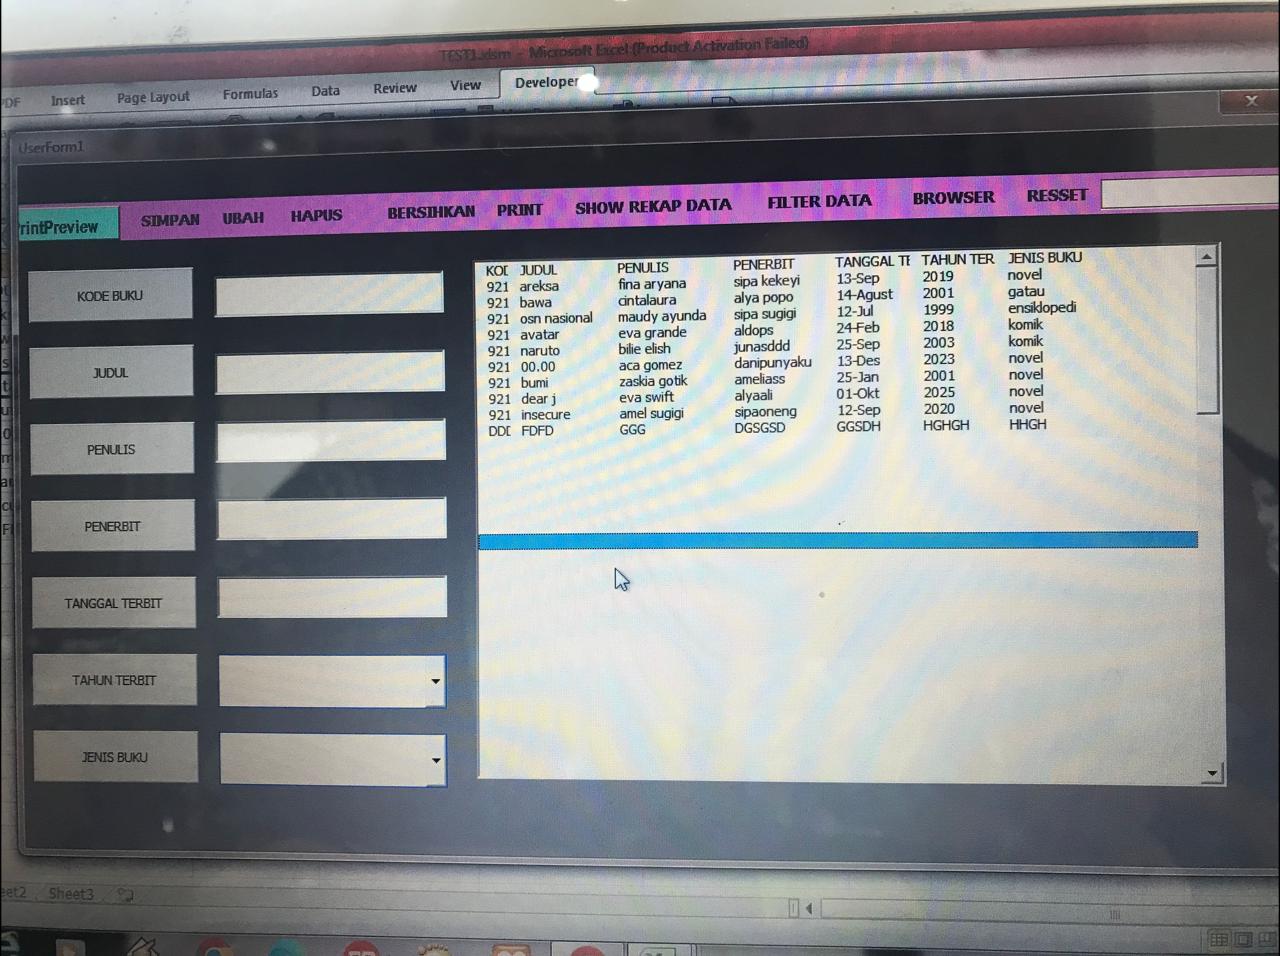 TEST1.xlsm - Microsoft Excel (Product Activation Failed)
PDF Insert Page Layout Formulas Data Review View Developer
UserForm1
rintPreview SIMPAN UBAH HAPUS BERSIHKAN PRINT SHOW REKAP DATA FILTER DATA BROWSER RESSET
KODE BUKU
JUDUL
PENULIS
PENERBIT
TANGGAL TERBIT
TAHUN TERBIT
JENIS BUKU
KOD JUDUL PENULIS PENERBIT TANGGAL TE TAHUN TER JENIS BUKU
921 areksa fina aryana sipa kekeyi 13-Sep 2019 novel
921 bawa cintalaura alya popo 14-Agust 2001 gatau
921 osn nasional maudy ayunda sipa sugigi 12-Jul 1999 ensiklopedi
921 avatar eva grande aldops 24-Feb 2018 komik
921 naruto bilie elish junasddd 25-Sep 2003 komik
921 00.00 aca gomez danipunyaku 13-Des 2023 novel
921 bumi zaskia gotik ameliass 25-Jan 2001 novel
921 dear j eva swift alyaali 01-Okt 2025 novel
921 insecure amel sugigi sipaoneng 12-Sep 2020 novel
DDD FDFD GGG DGSGSD GGSDH HGHGH HHGH
eet2 Sheet3